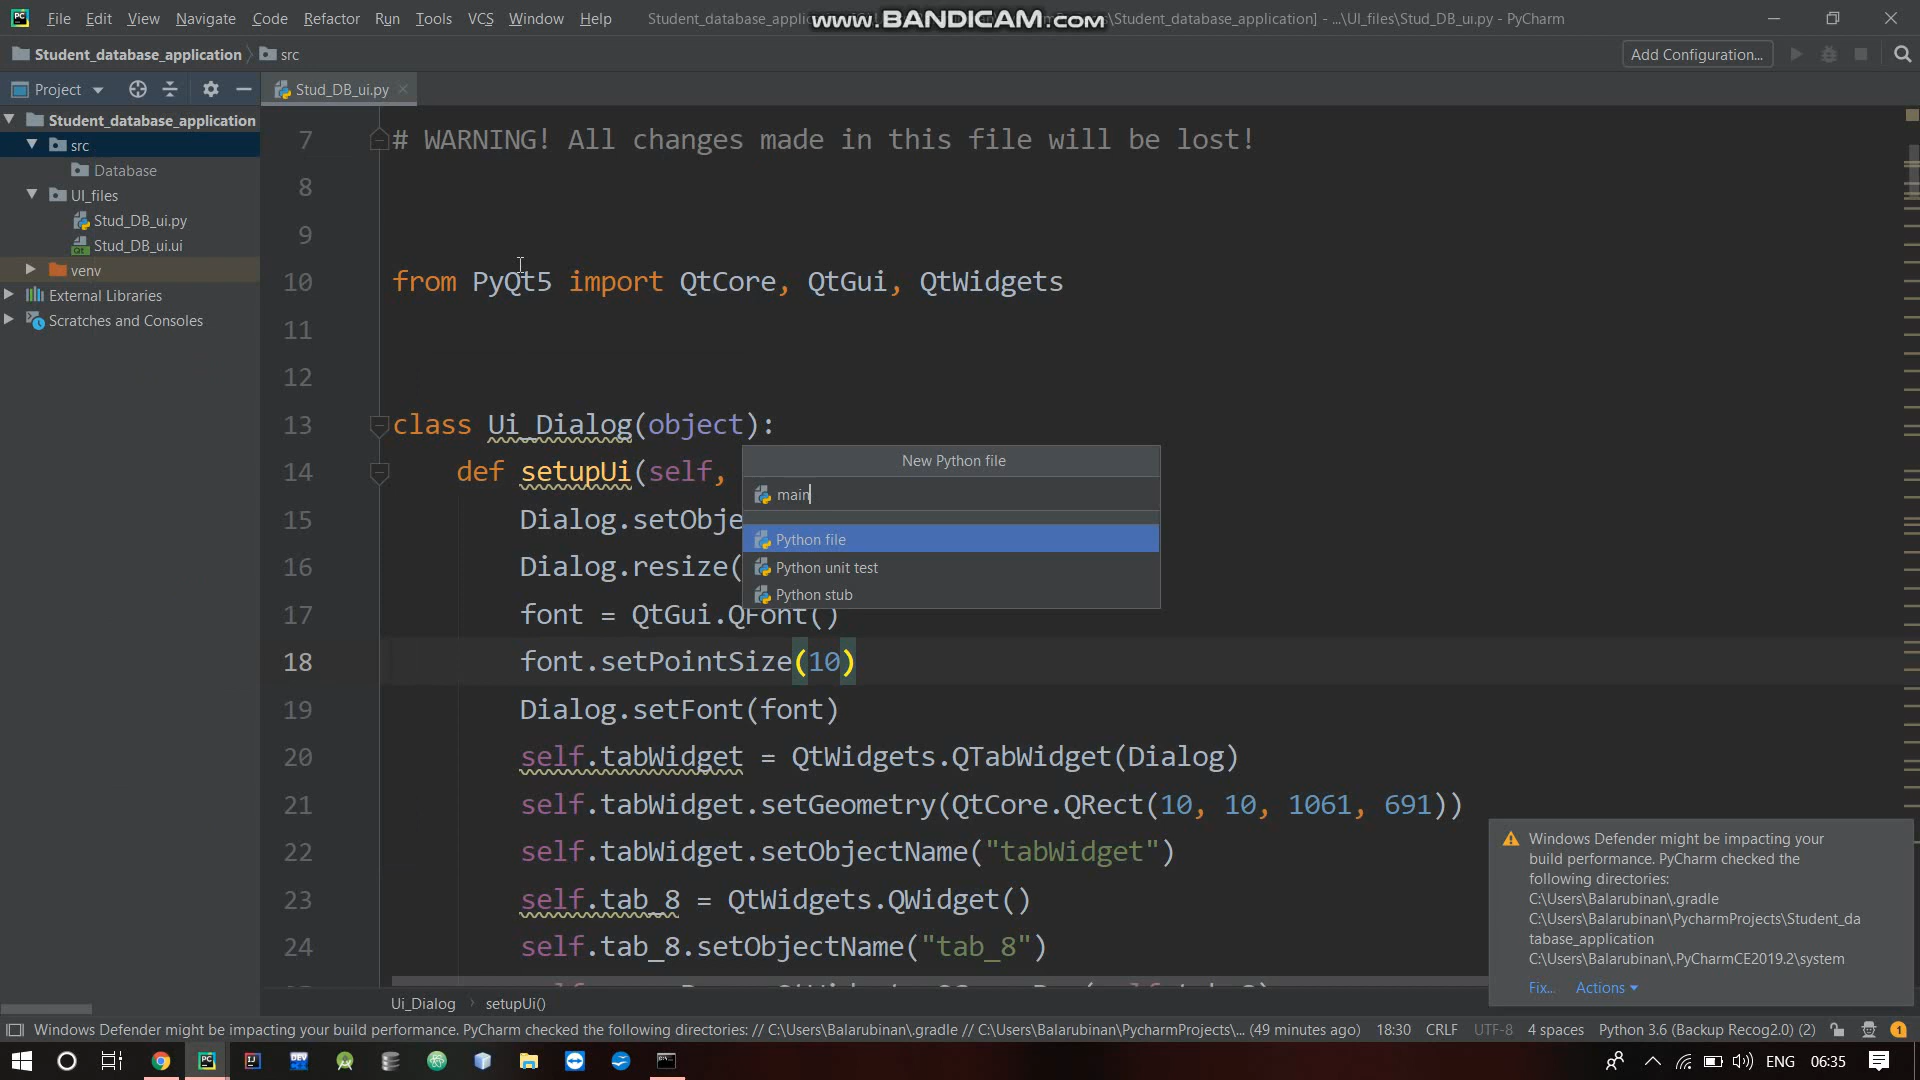 File Edit View Navigate Code Refactor Run Tools VCS Window Help Student_database_applic \Student_database_application] - ...\UI_files\Stud_DB_ui.py - PyCharm
www.BANDICAM.com
Student_database_application src
Add Configuration...
Project
Stud_DB_ui.py
Student_database_application
src
Database
UI_files
Stud_DB_ui.py
Stud_DB_ui.ui
venv
External Libraries
Scratches and Consoles
7 # WARNING! All changes made in this file will be lost!
8
9
10 from PyQt5 import QtCore, QtGui, QtWidgets
11
12
13 class Ui_Dialog(object):
14 def setupUi(self,
15 Dialog.setObje
16 Dialog.resize(
17 font = QtGui.QFont()
18 font.setPointSize(10)
19 Dialog.setFont(font)
20 self.tabWidget = QtWidgets.QTabWidget(Dialog)
21 self.tabWidget.setGeometry(QtCore.QRect(10, 10, 1061, 691))
22 self.tabWidget.setObjectName("tabWidget")
23 self.tab_8 = QtWidgets.QWidget()
24 self.tab_8.setObjectName("tab_8")
New Python file
main
Python file
Python unit test
Python stub
Windows Defender might be impacting your
build performance. PyCharm checked the
following directories:
C:\Users\Balarubinan\.gradle
C:\Users\Balarubinan\PycharmProjects\Student_da
tabase_application
C:\Users\Balarubinan\.PyCharmCE2019.2\system
Fix... Actions
Ui_Dialog setupUi()
Windows Defender might be impacting your build performance. PyCharm checked the following directories: // C:\Users\Balarubinan\.gradle // C:\Users\Balarubinan\PycharmProjects\... (49 minutes ago) 18:30 CRLF UTF-8 4 spaces Python 3.6 (Backup Recog2.0) (2) 1
ENG 06:35